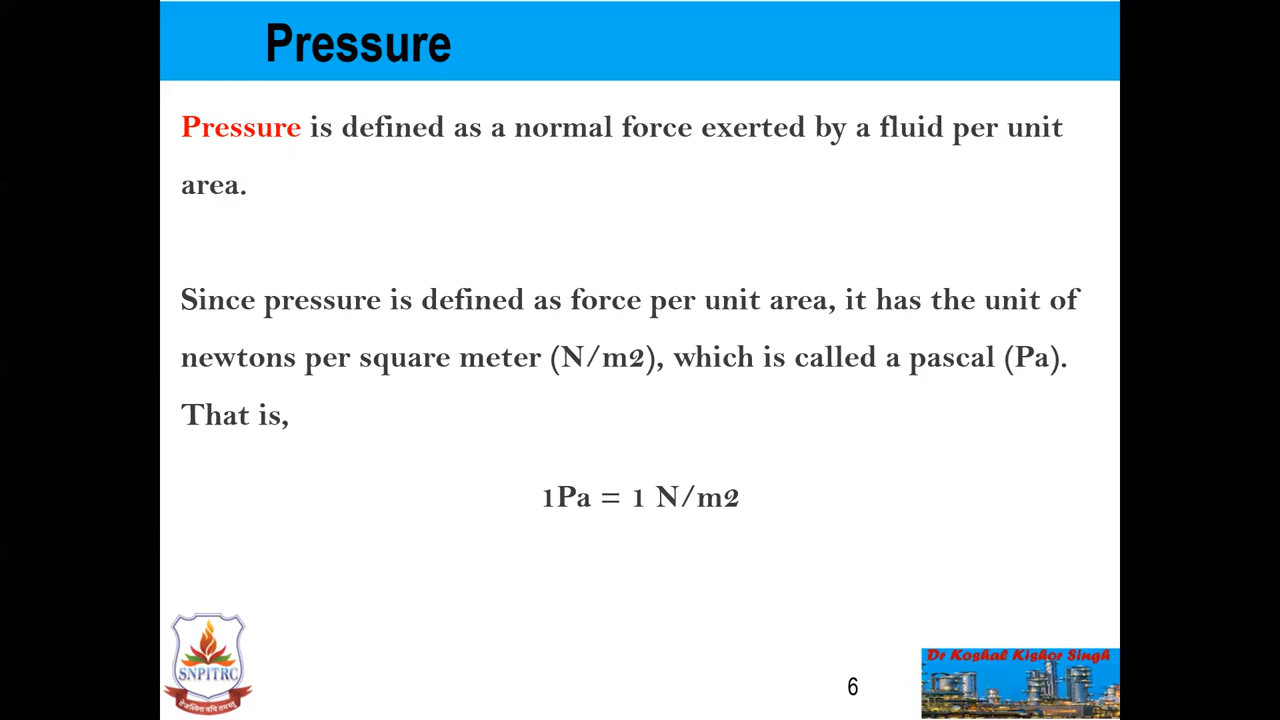 Pressure
Pressure is defined as a normal force exerted by a fluid per unit
area.
Since pressure is defined as force per unit area, it has the unit of
newtons per square meter (N/m2), which is called a pascal (Pa).
That is,
1Pa = 1 N/m2
SNPITRC
6
Dr Koshal Kishor Singh